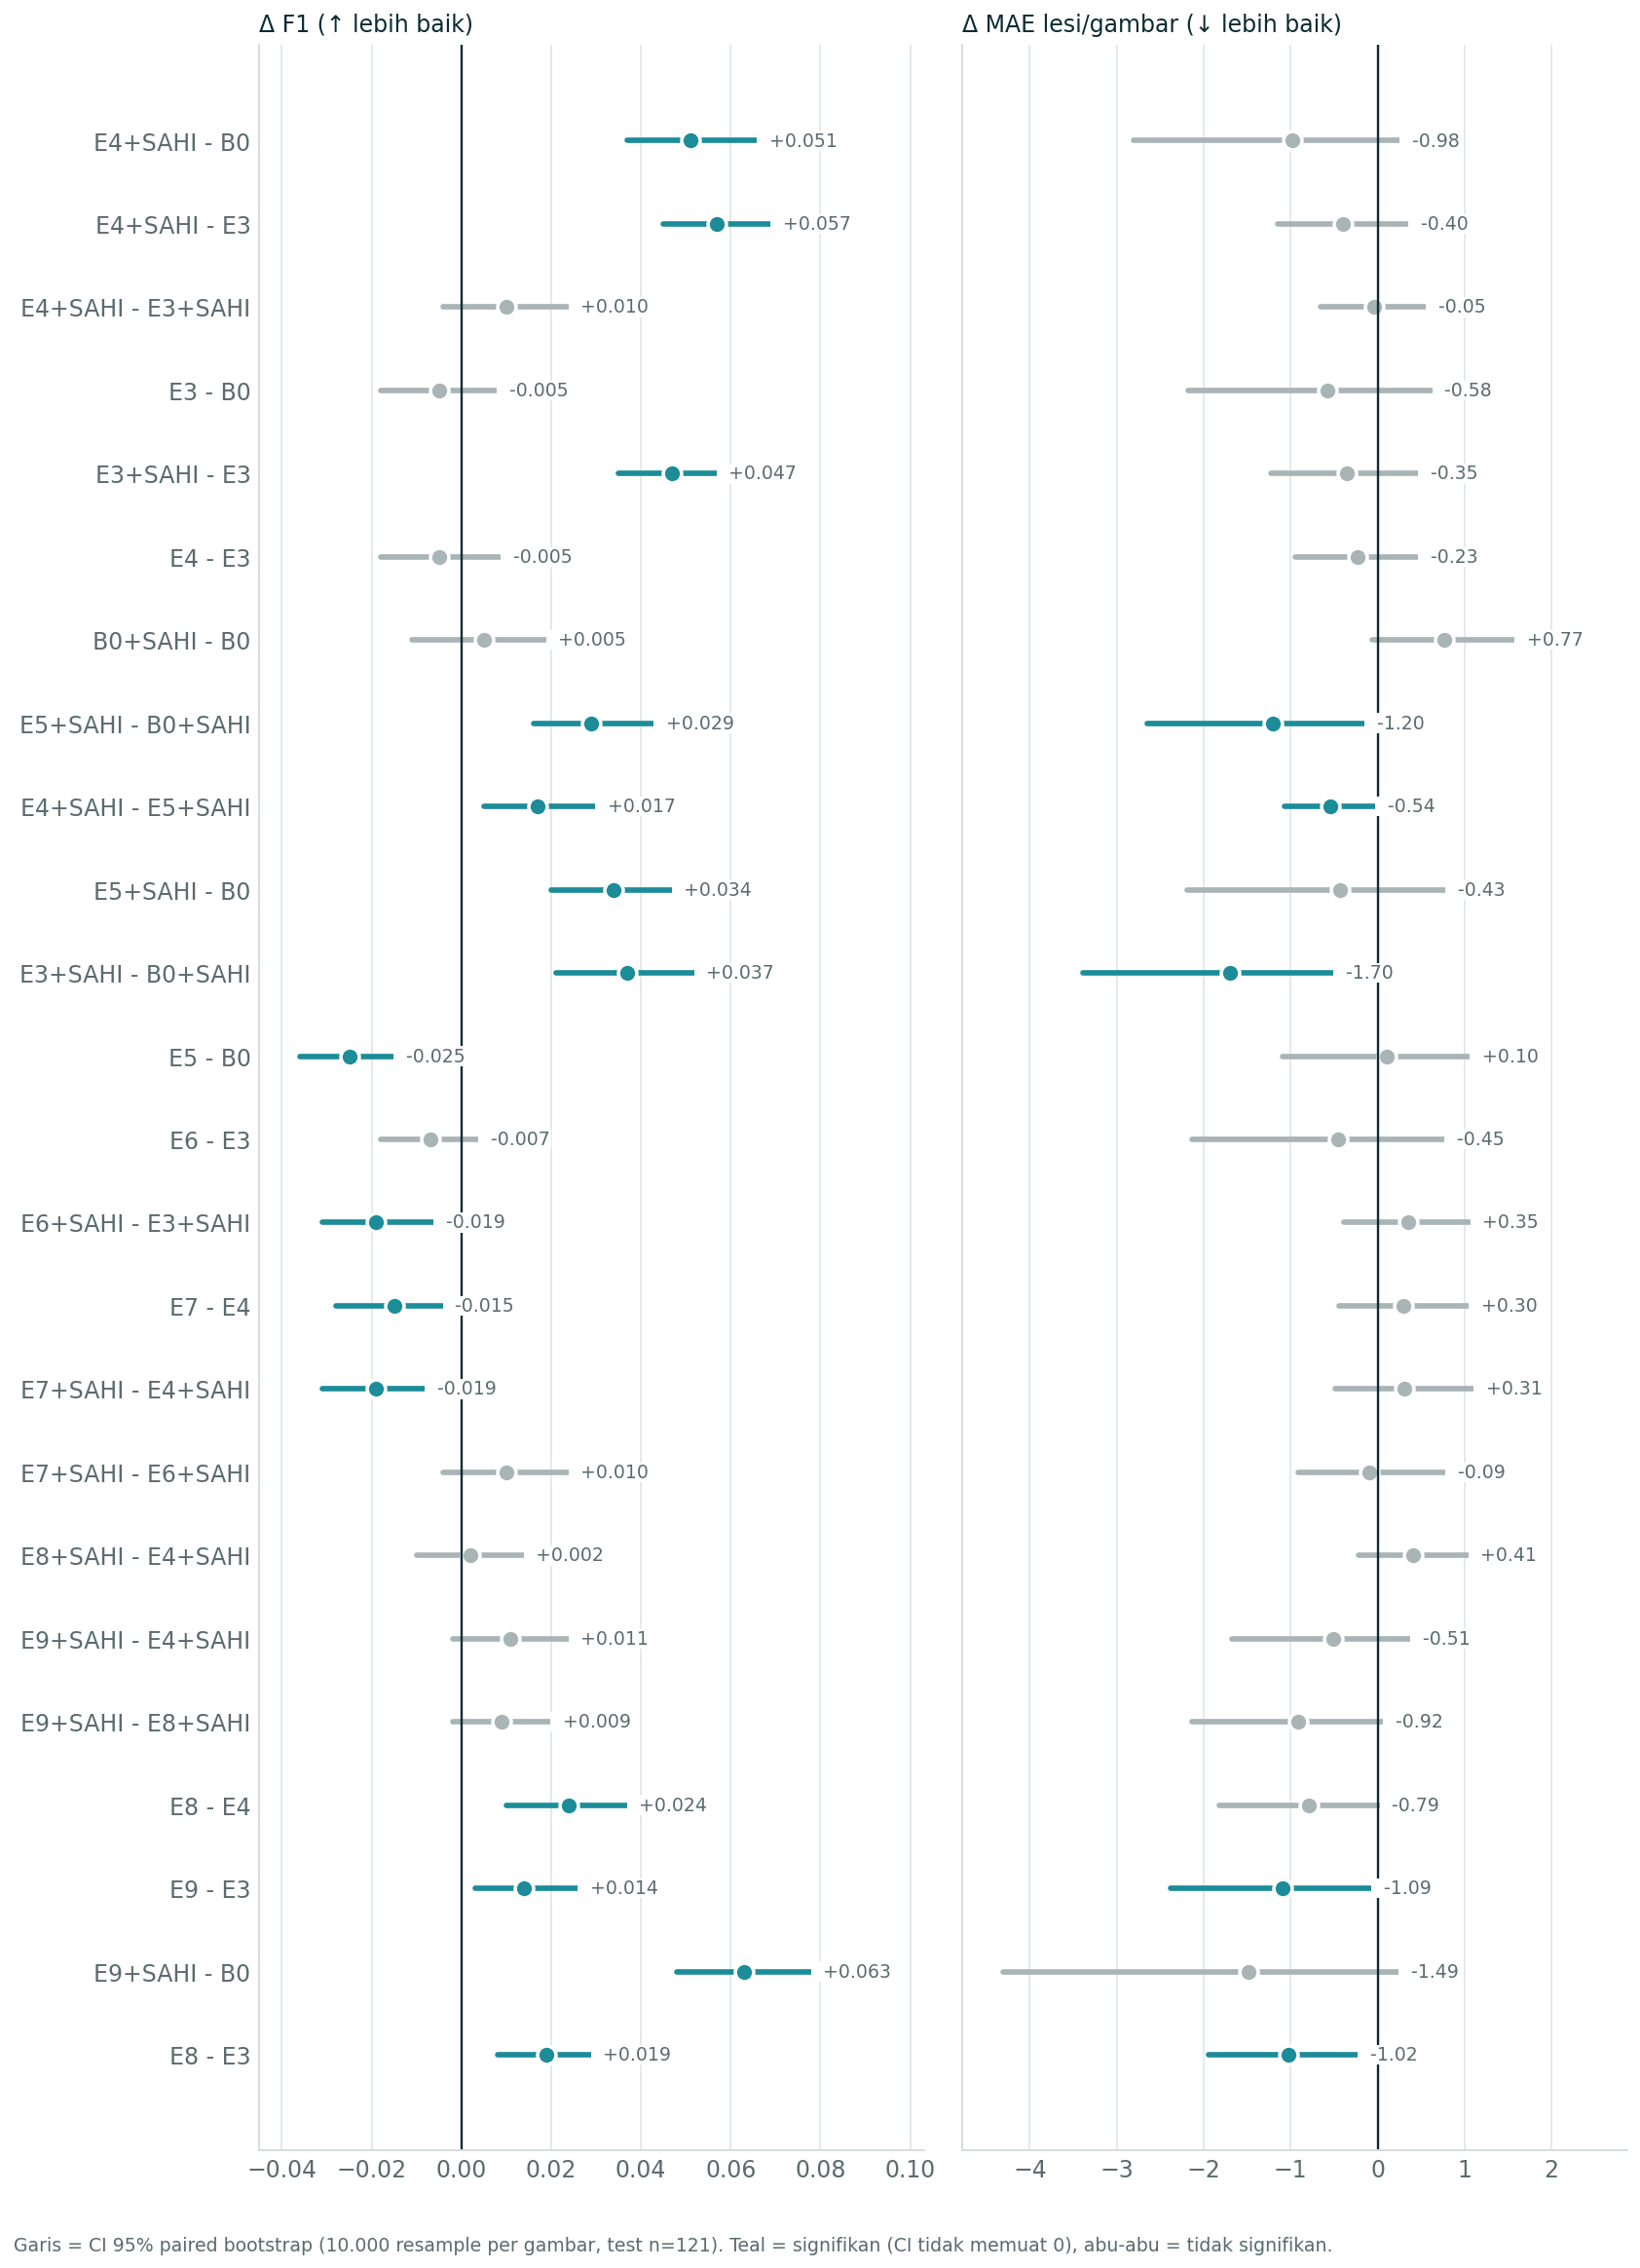 Δ F1 (↑ lebih baik)
Δ MAE lesi/gambar (↓ lebih baik)
E4+SAHI - B0 +0.051 -0.98
E4+SAHI - E3 +0.057 -0.40
E4+SAHI - E3+SAHI +0.010 -0.05
E3 - B0 -0.005 -0.58
E3+SAHI - E3 +0.047 -0.35
E4 - E3 -0.005 -0.23
B0+SAHI - B0 +0.005 +0.77
E5+SAHI - B0+SAHI +0.029 -1.20
E4+SAHI - E5+SAHI +0.017 -0.54
E5+SAHI - B0 +0.034 -0.43
E3+SAHI - B0+SAHI +0.037 -1.70
E5 - B0 -0.025 +0.10
E6 - E3 -0.007 -0.45
E6+SAHI - E3+SAHI -0.019 +0.35
E7 - E4 -0.015 +0.30
E7+SAHI - E4+SAHI -0.019 +0.31
E7+SAHI - E6+SAHI +0.010 -0.09
E8+SAHI - E4+SAHI +0.002 +0.41
E9+SAHI - E4+SAHI +0.011 -0.51
E9+SAHI - E8+SAHI +0.009 -0.92
E8 - E4 +0.024 -0.79
E9 - E3 +0.014 -1.09
E9+SAHI - B0 +0.063 -1.49
E8 - E3 +0.019 -1.02
−0.04 −0.02 0.00 0.02 0.04 0.06 0.08 0.10
−4 −3 −2 −1 0 1 2
Garis = CI 95% paired bootstrap (10.000 resample per gambar, test n=121). Teal = signifikan (CI tidak memuat 0), abu-abu = tidak signifikan.